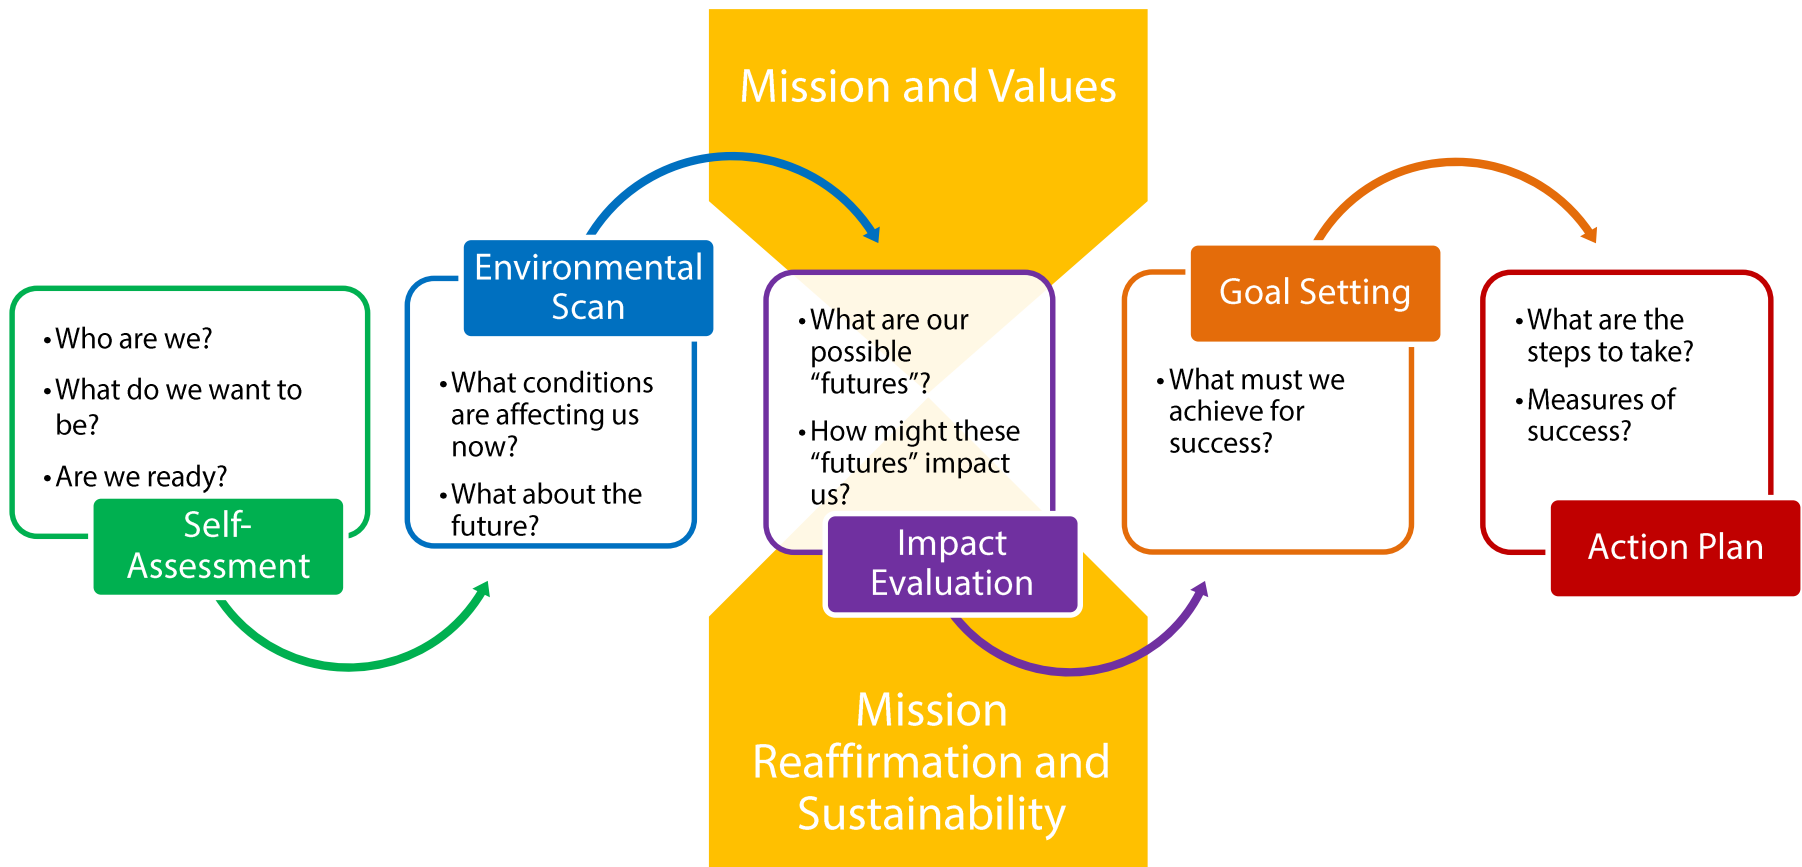 Mission and Values
• Who are we?
• What do we want to
be?
• Are we ready?
Self-
Assessment
Environmental
Scan
• What conditions
are affecting us
now?
• What about the
future?
• What are our
possible
“futures”?
• How might these
“futures” impact
us?
Impact
Evaluation
Goal Setting
• What must we
achieve for
success?
• What are the
steps to take?
• Measures of
success?
Action Plan
Mission
Reaffirmation and
Sustainability